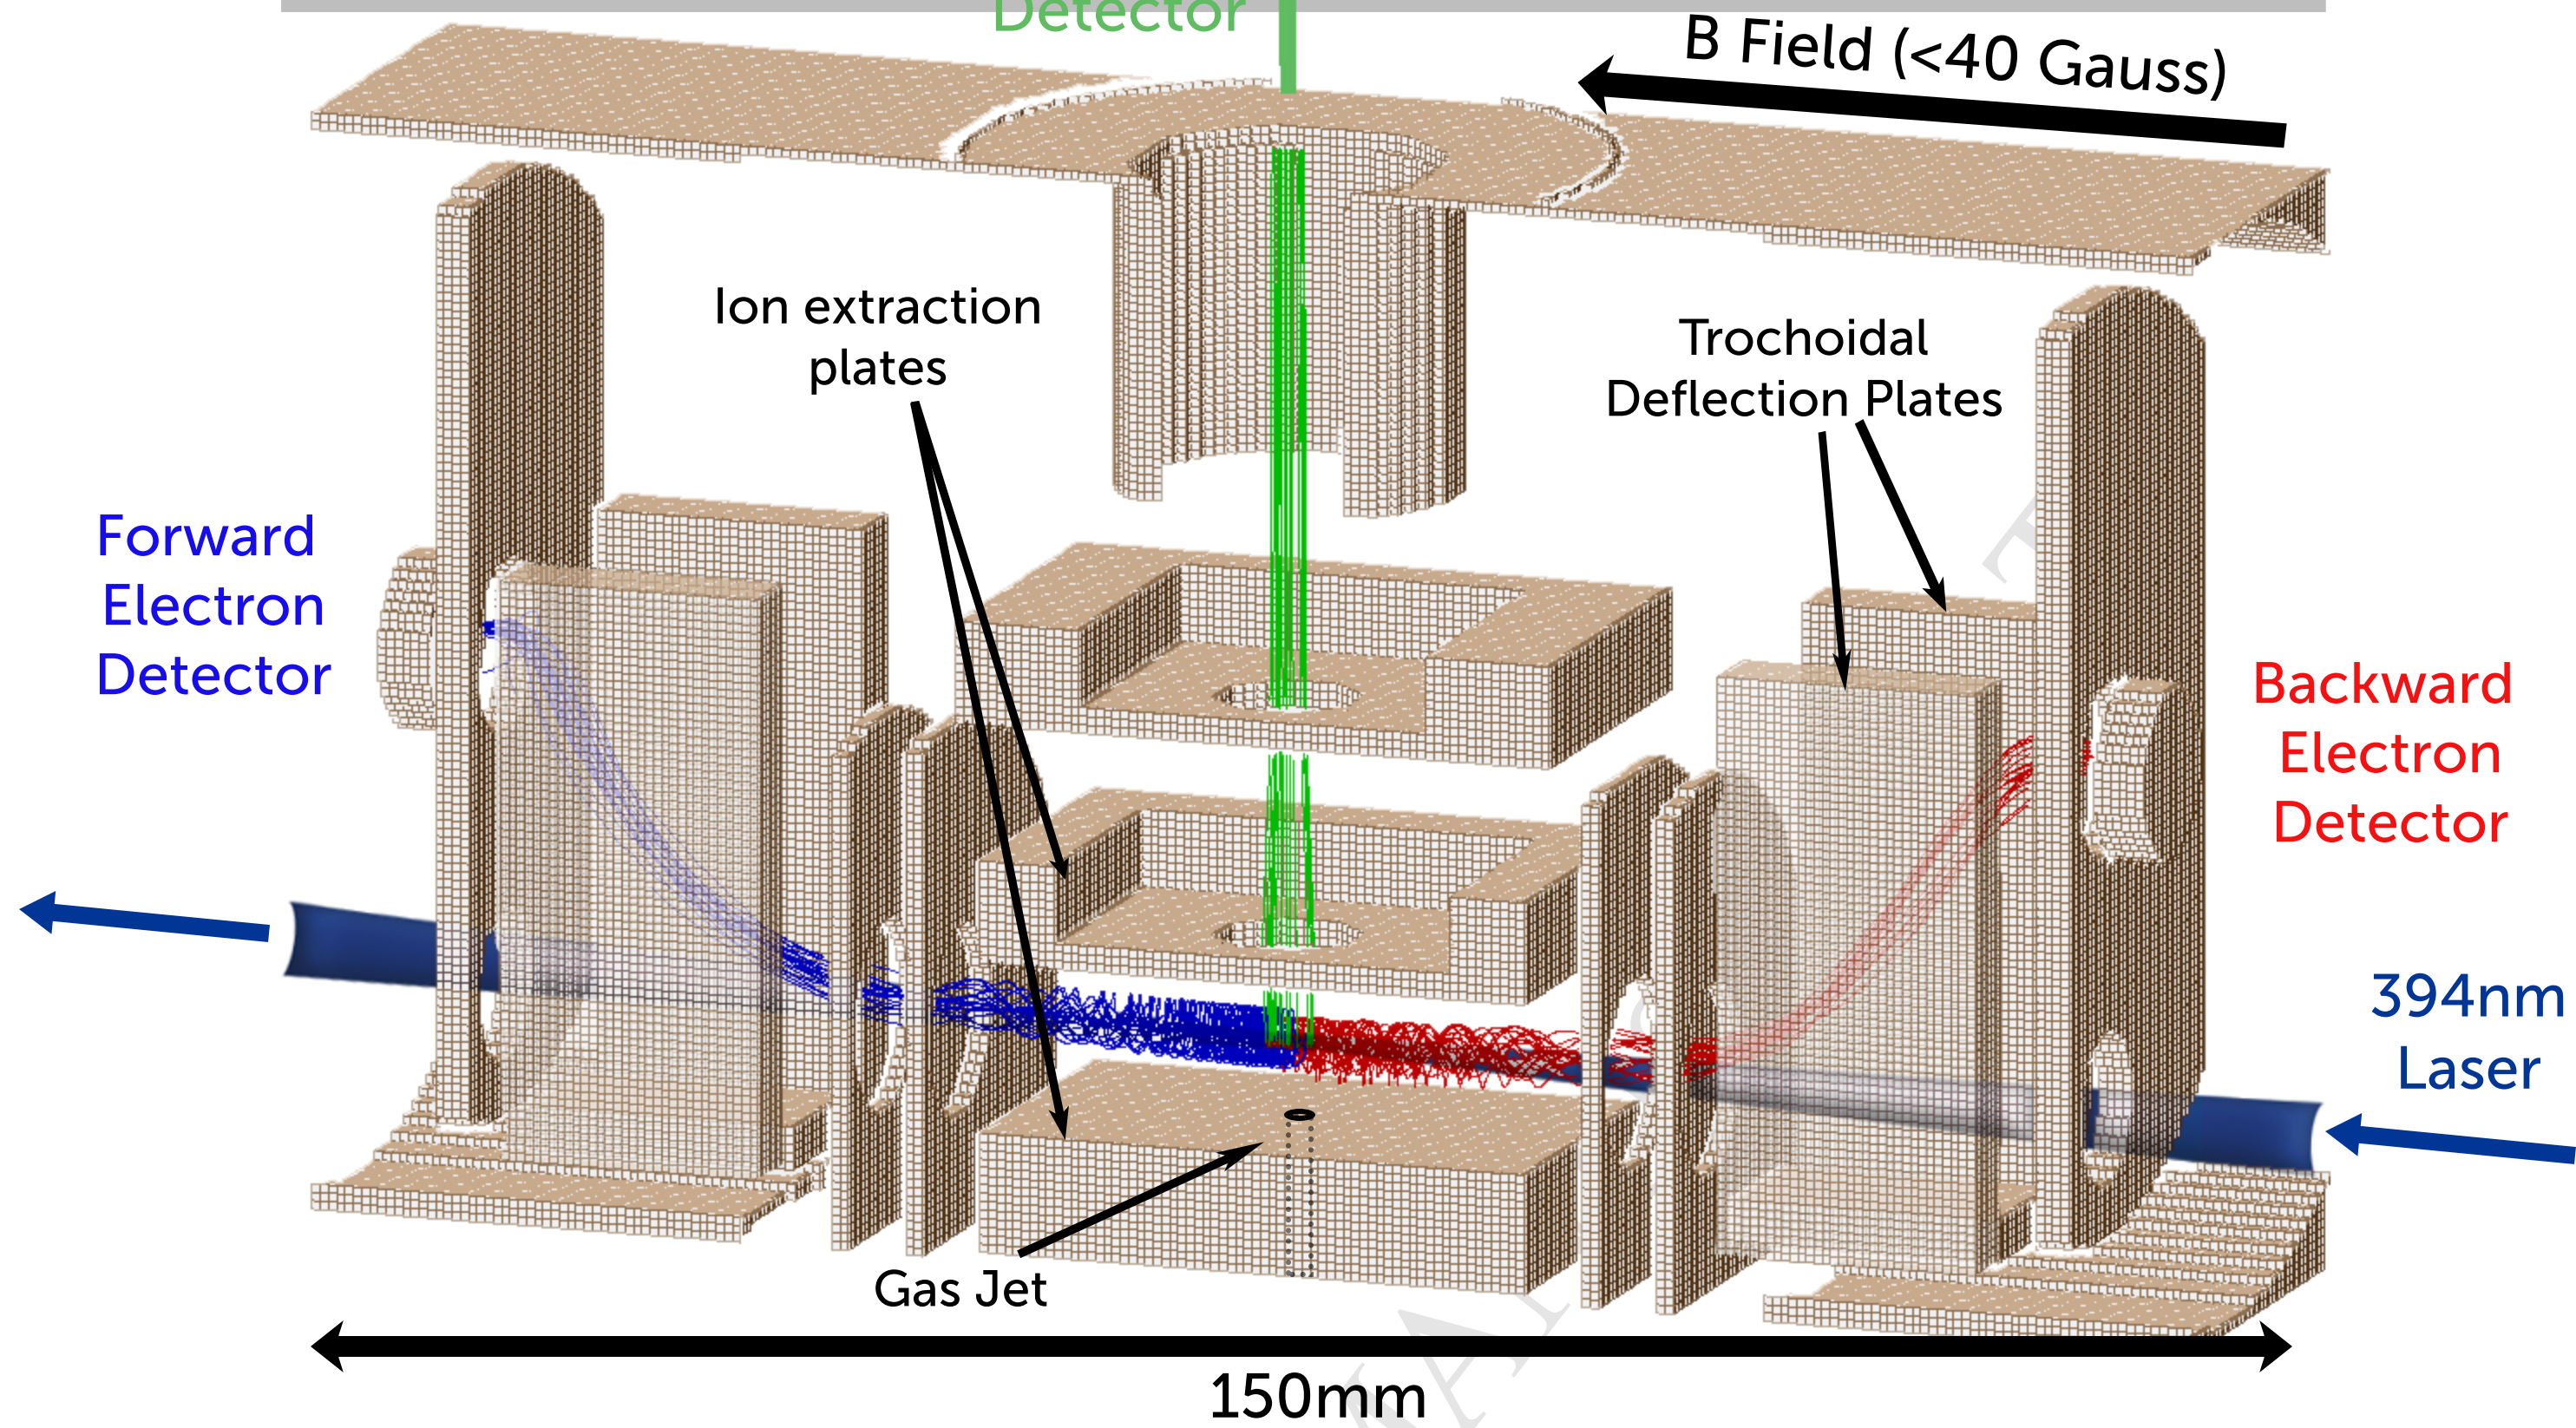 Detector
B Field (<40 Gauss)
Ion extraction
plates
Trochoidal
Deflection Plates
Forward
Electron
Detector
Backward
Electron
Detector
394nm
Laser
Gas Jet
150mm